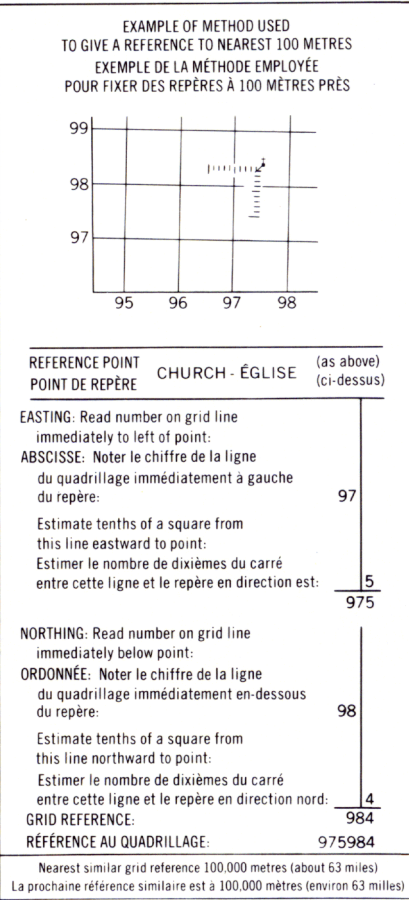 EXAMPLE OF METHOD USED
TO GIVE A REFERENCE TO NEAREST 100 METRES
EXEMPLE DE LA MÉTHODE EMPLOYÉE
POUR FIXER DES REPÈRES À 100 MÈTRES PRÈS
99
98
97
95 96 97 98
REFERENCE POINT
POINT DE REPÈRE
CHURCH - ÉGLISE
(as above)
(ci-dessus)
EASTING: Read number on grid line
immediately to left of point:
ABSCISSE: Noter le chiffre de la ligne
du quadrillage immédiatement à gauche
du repère: 97
Estimate tenths of a square from
this line eastward to point:
Estimer le nombre de dixièmes du carré
entre cette ligne et le repère en direction est: 5
975
NORTHING: Read number on grid line
immediately below point:
ORDONNÉE: Noter le chiffre de la ligne
du quadrillage immédiatement en-dessous
du repère: 98
Estimate tenths of a square from
this line northward to point:
Estimer le nombre de dixièmes du carré
entre cette ligne et le repère en direction nord: 4
GRID REFERENCE: 984
RÉFÉRENCE AU QUADRILLAGE: 975984
Nearest similar grid reference 100,000 metres (about 63 miles)
La prochaine référence similaire est à 100,000 mètres (environ 63 milles)